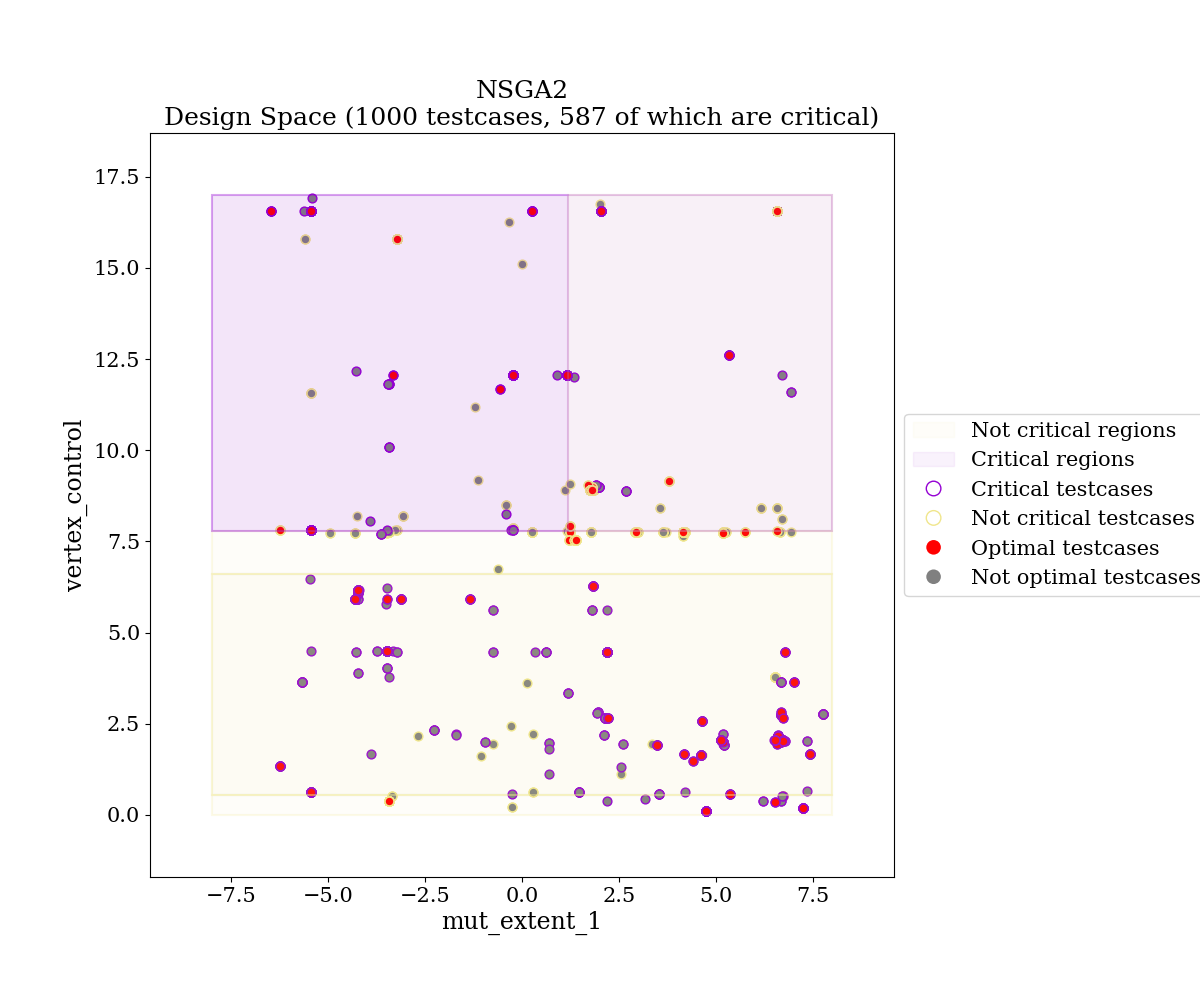 NSGA2
Design Space (1000 testcases, 587 of which are critical)
17.5
15.0
12.5
10.0
7.5
5.0
2.5
0.0
vertex_control
−7.5
−5.0
−2.5
0.0
2.5
5.0
7.5
mut_extent_1
Not critical regions
Critical regions
Critical testcases
Not critical testcases
Optimal testcases
Not optimal testcases